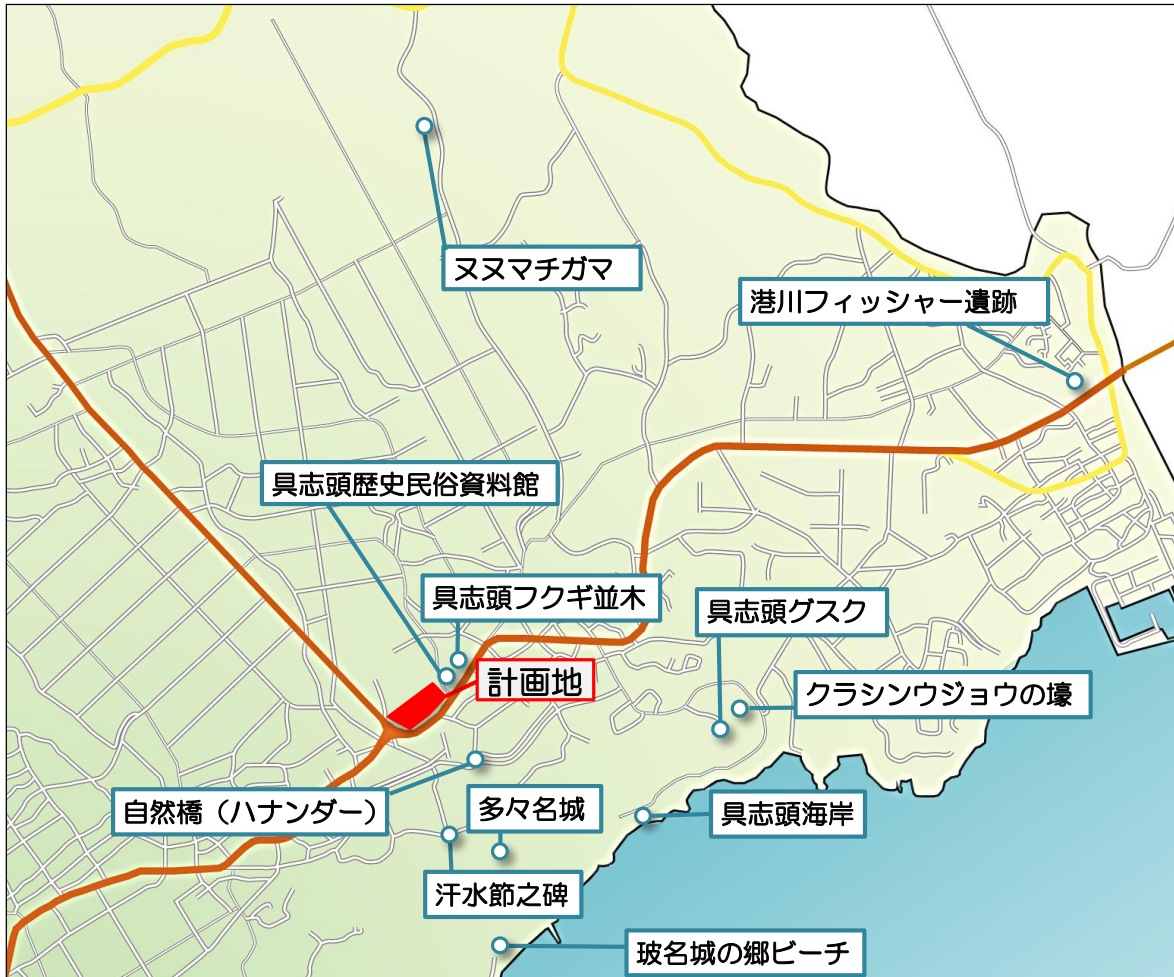 ヌヌマチガマ
港川フィッシャー遺跡
具志頭歴史民俗資料館
具志頭フクギ並木
具志頭グスク
計画地
クラシンウジョウの壕
自然橋（ハナンダー）
多々名城
具志頭海岸
汗水節之碑
玻名城の郷ビーチ